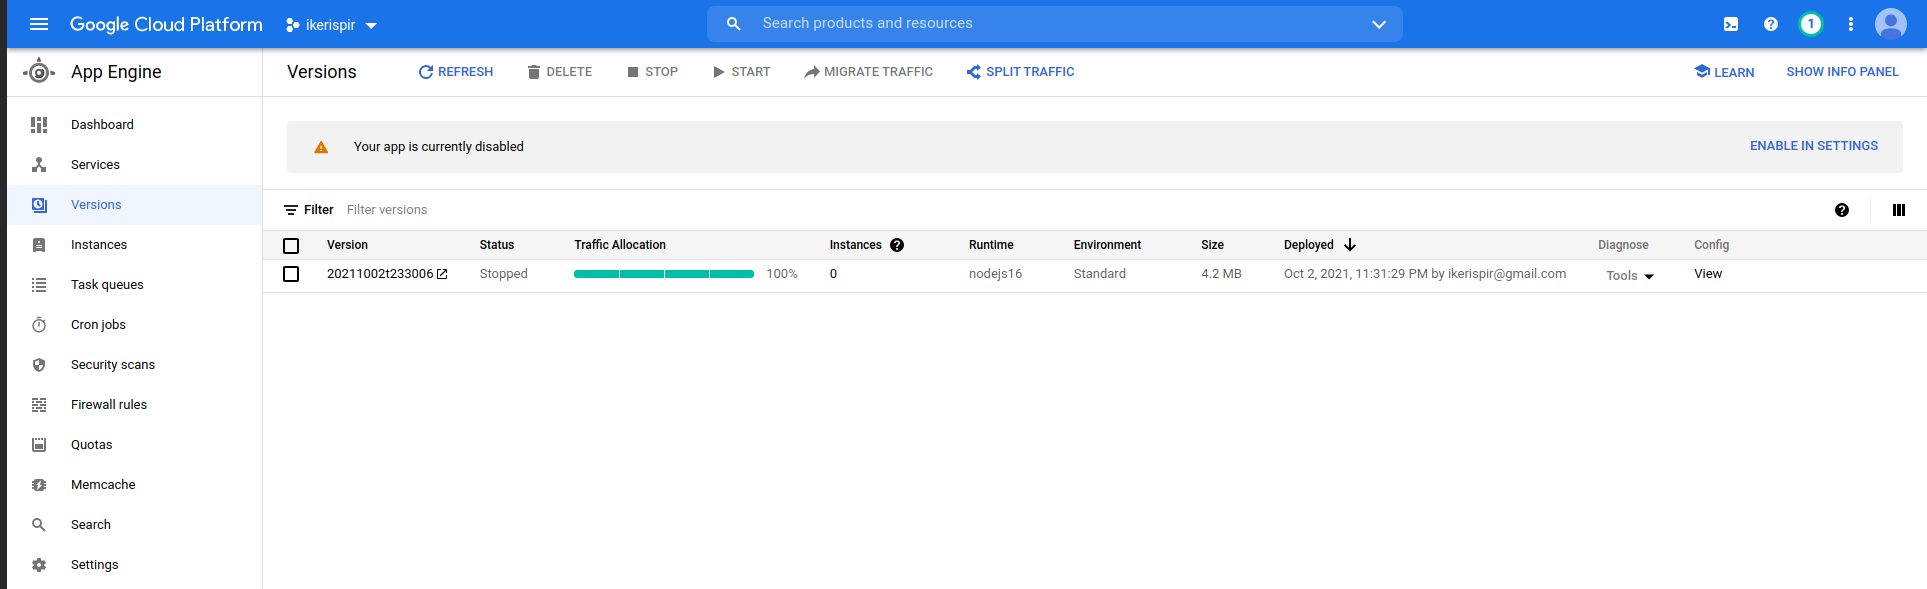 Google Cloud Platform ikerispir Search products and resources 1
App Engine
Versions REFRESH DELETE STOP START MIGRATE TRAFFIC SPLIT TRAFFIC LEARN SHOW INFO PANEL
Dashboard
Services
Versions
Instances
Task queues
Cron jobs
Security scans
Firewall rules
Quotas
Memcache
Search
Settings
Your app is currently disabled ENABLE IN SETTINGS
Filter Filter versions
Version Status Traffic Allocation Instances Runtime Environment Size Deployed Diagnose Config
20211002t233006 Stopped 100% 0 nodejs16 Standard 4.2 MB Oct 2, 2021, 11:31:29 PM by ikerispir@gmail.com Tools View